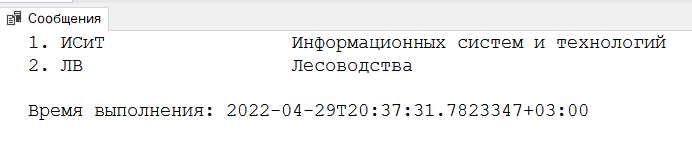 Сообщения
1. ИСиТ Информационных систем и технологий
2. ЛВ Лесоводства
Время выполнения: 2022-04-29T20:37:31.7823347+03:00